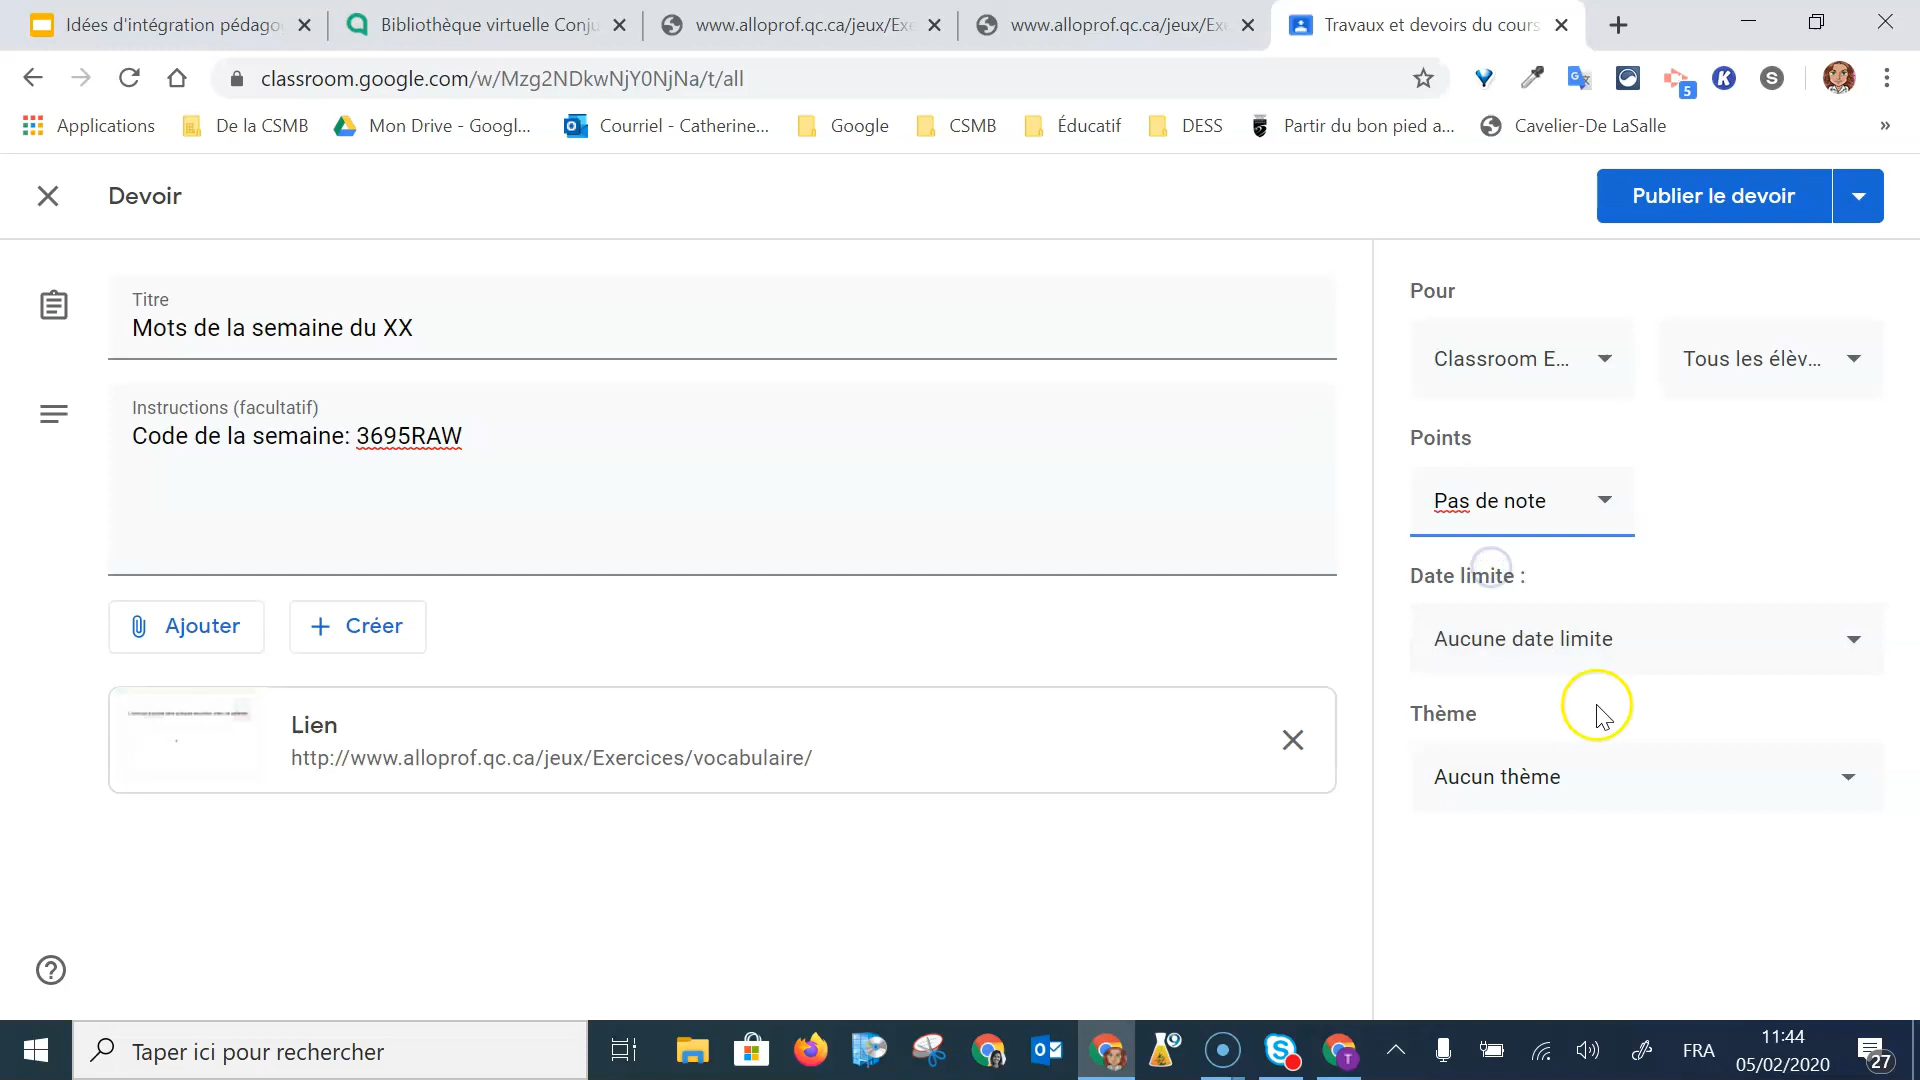 Idées d'intégration pédago
Bibliothèque virtuelle Conju
www.alloprof.qc.ca/jeux/Exe
www.alloprof.qc.ca/jeux/Exe
Travaux et devoirs du cours
classroom.google.com/w/Mzg2NDkwNjY0NjNa/t/all
5
K
S
Applications
De la CSMB
Mon Drive - Googl...
Courriel - Catherine...
Google
CSMB
Éducatif
DESS
Partir du bon pied a...
Cavelier-De LaSalle
»
Devoir
Publier le devoir
Titre
Mots de la semaine du XX
Instructions (facultatif)
Code de la semaine: 3695RAW
Ajouter
Créer
Lien
http://www.alloprof.qc.ca/jeux/Exercices/vocabulaire/
Pour
Classroom E...
Tous les élèv...
Points
Pas de note
Date limite :
Aucune date limite
Thème
Aucun thème
Taper ici pour rechercher
T
FRA
11:44
05/02/2020
27